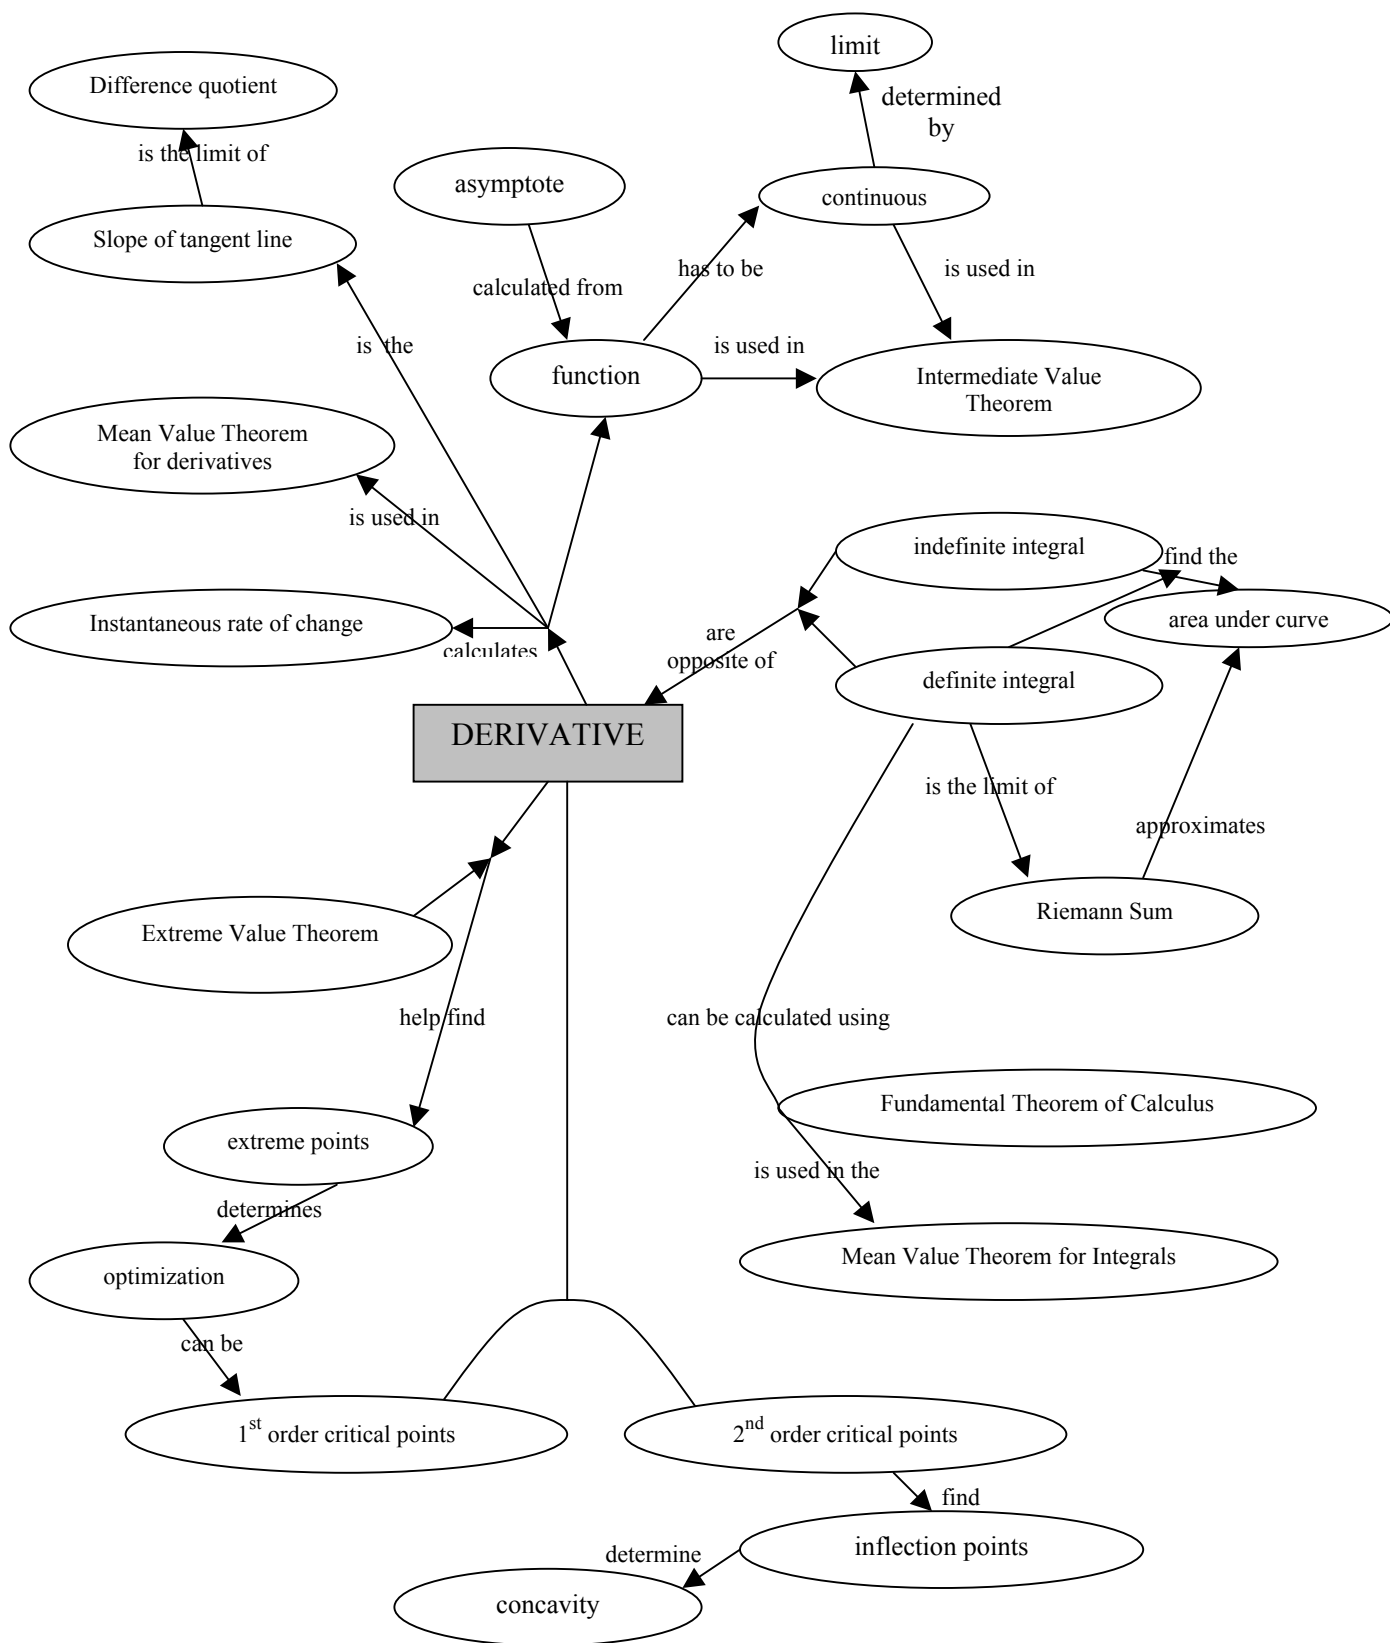 limit
Difference quotient
determined
by
is the limit of
asymptote
continuous
Slope of tangent line
has to be
is used in
calculated from
is the
is used in
function
Intermediate Value
Theorem
Mean Value Theorem
for derivatives
is used in
indefinite integral
find the
Instantaneous rate of change
area under curve
calculates
are
opposite of
definite integral
DERIVATIVE
is the limit of
approximates
Riemann Sum
Extreme Value Theorem
help find
can be calculated using
Fundamental Theorem of Calculus
extreme points
is used in the
determines
Mean Value Theorem for Integrals
optimization
can be
1st order critical points
2nd order critical points
find
inflection points
determine
concavity